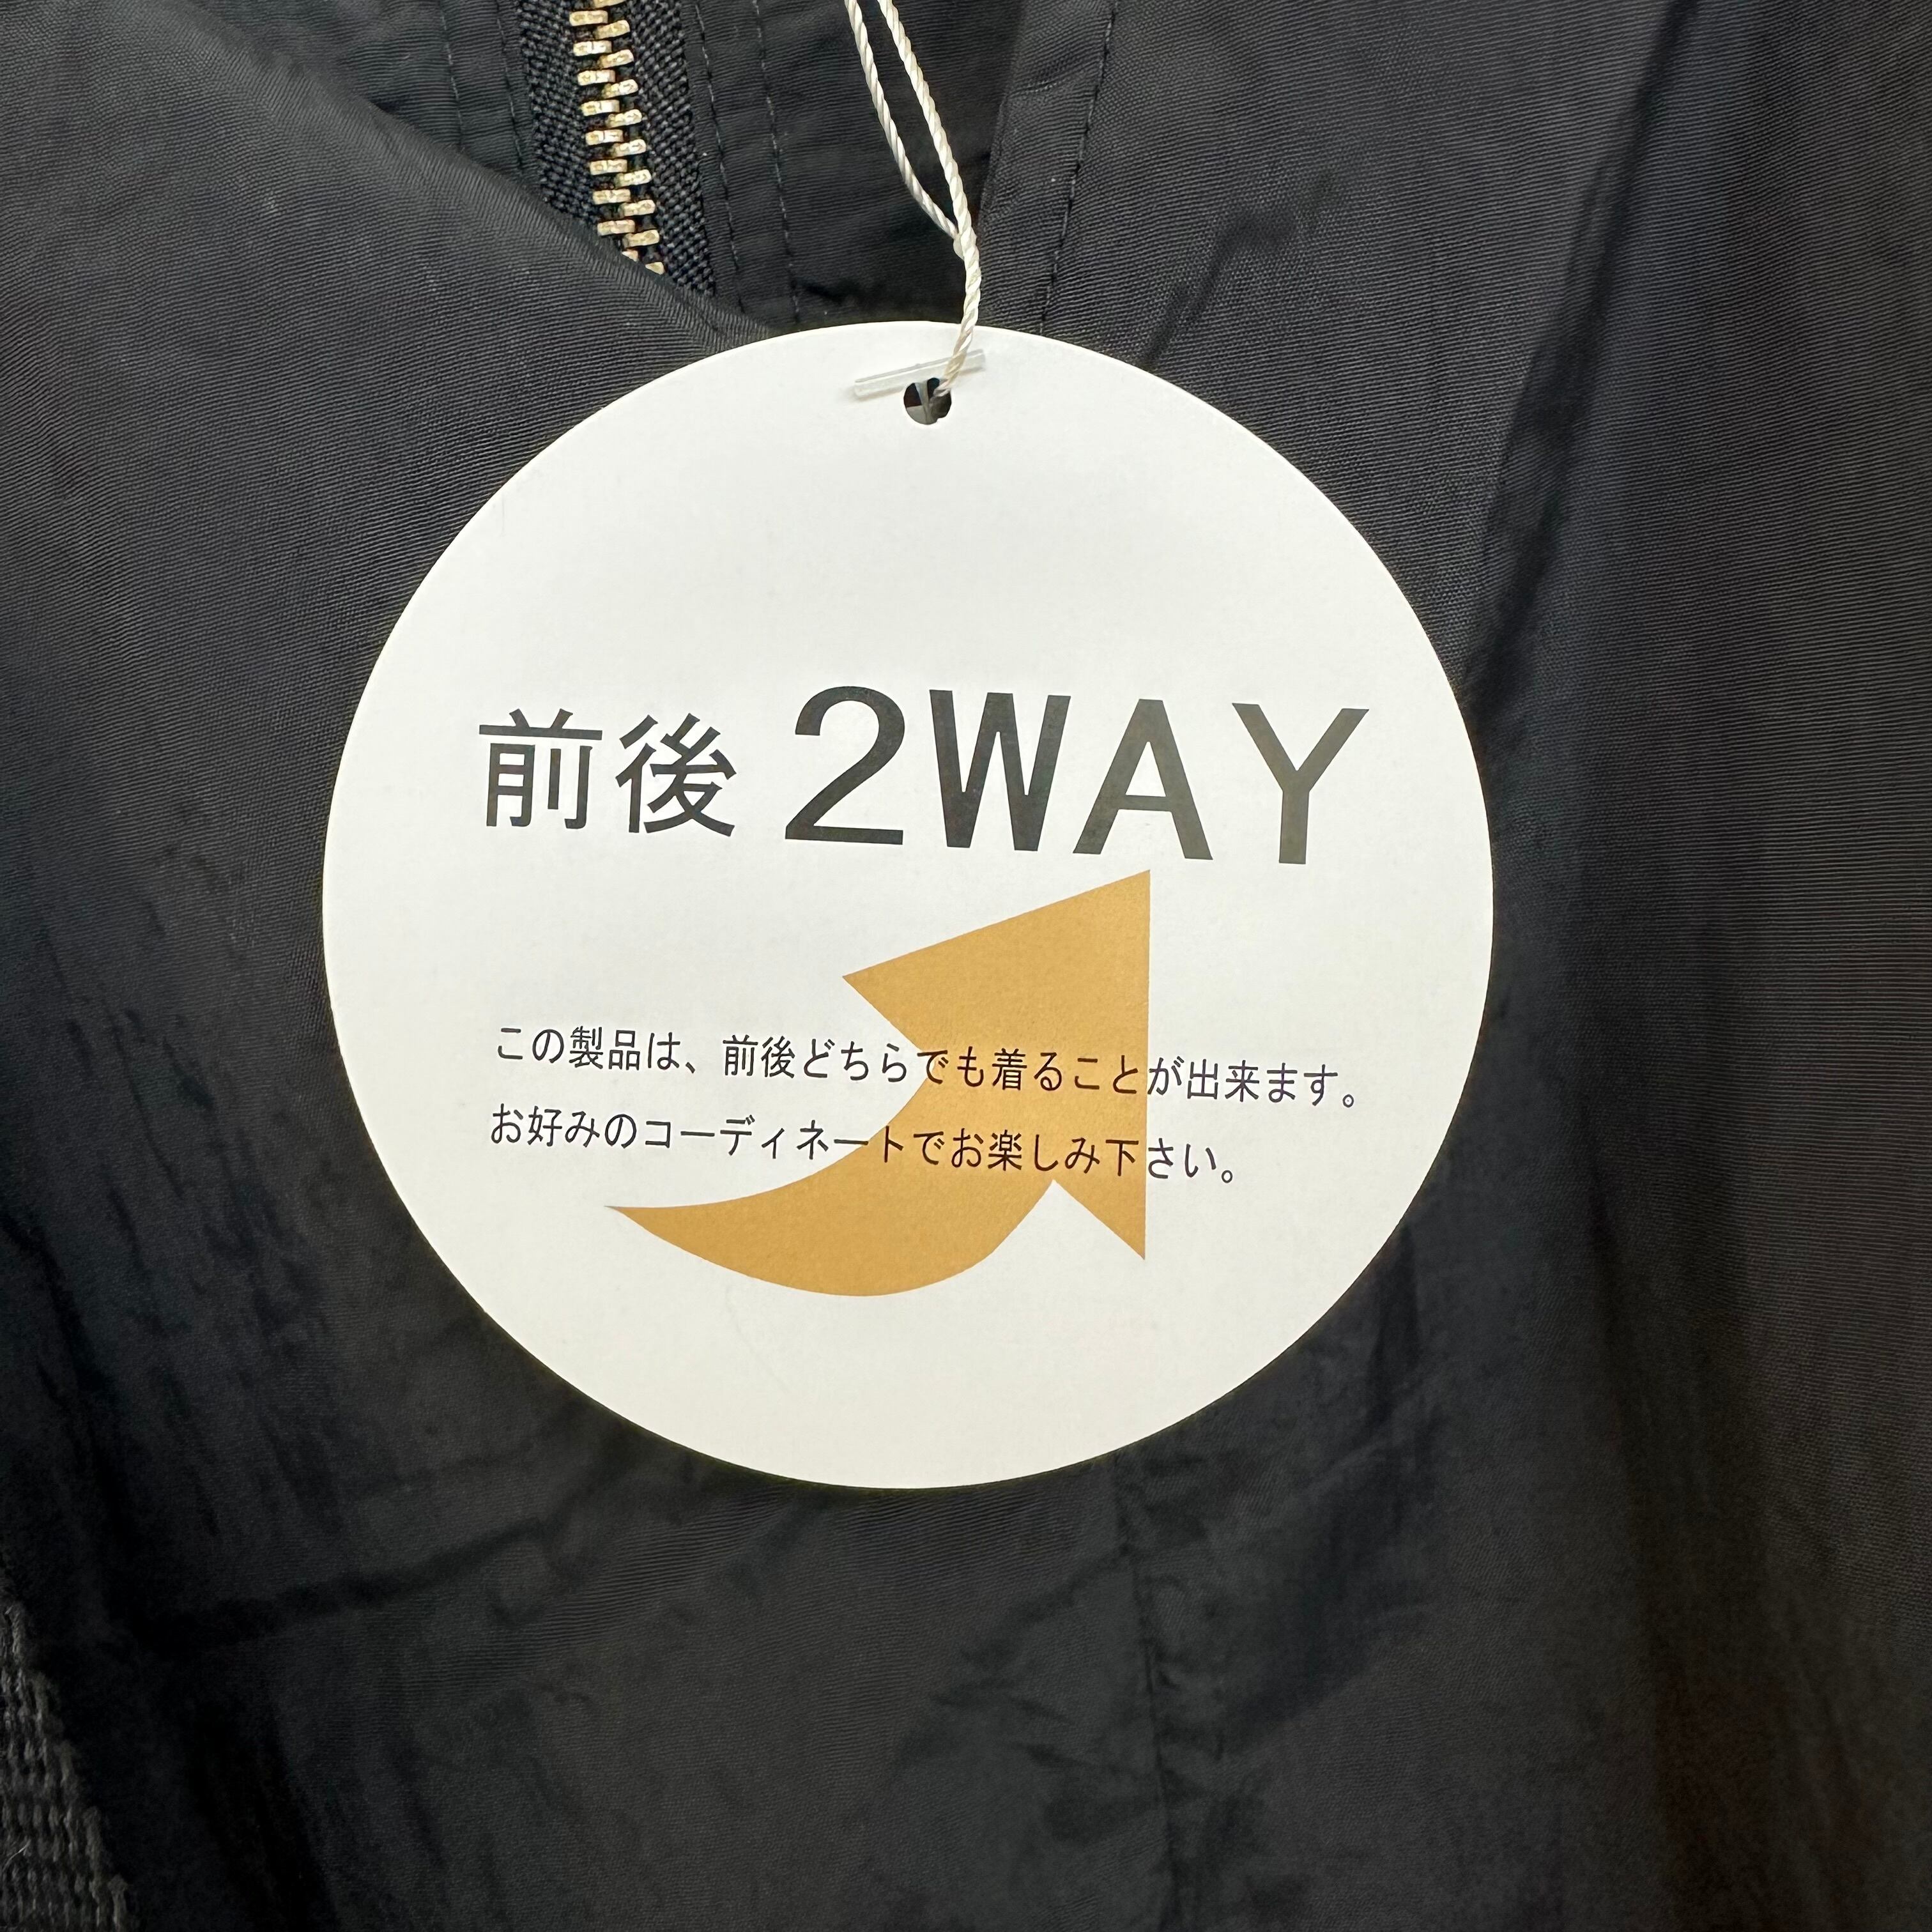 前後 2WAY
この製品は、前後どちらでも着ることが出来ます。
お好みのコーディネートでお楽しみ下さい。